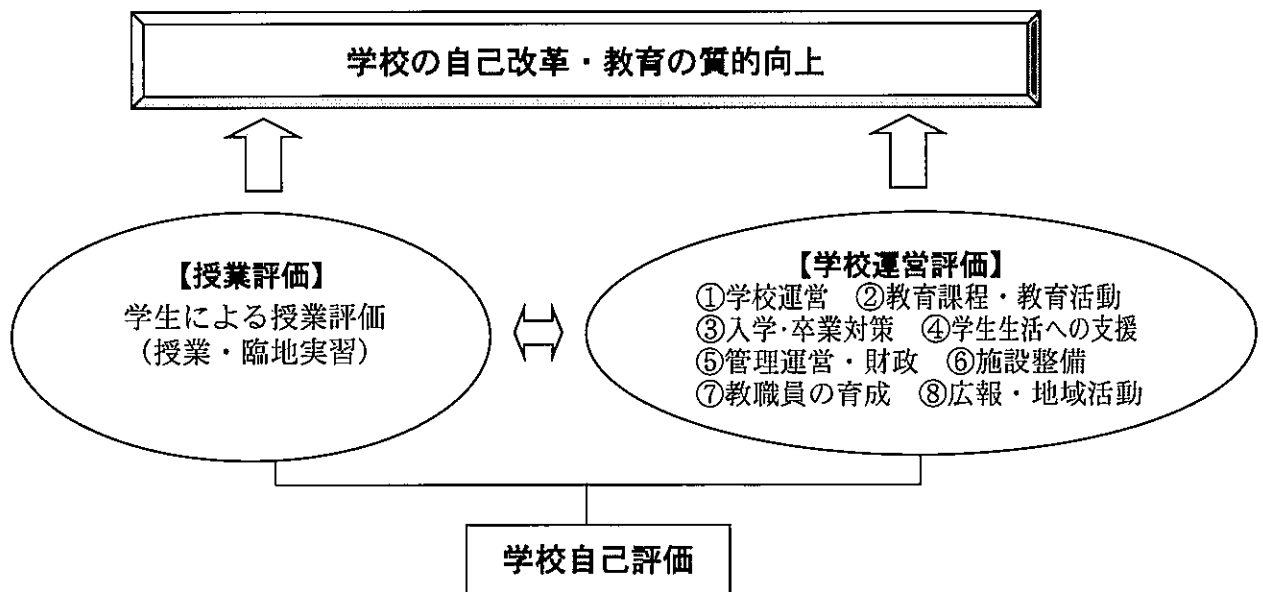 学校の自己改革・教育の質的向上
【授業評価】
学生による授業評価
（授業・臨地実習）
【学校運営評価】
①学校運営　②教育課程・教育活動
③入学・卒業対策　④学生生活への支援
⑤管理運営・財政　⑥施設整備
⑦教職員の育成　⑧広報・地域活動
学校自己評価